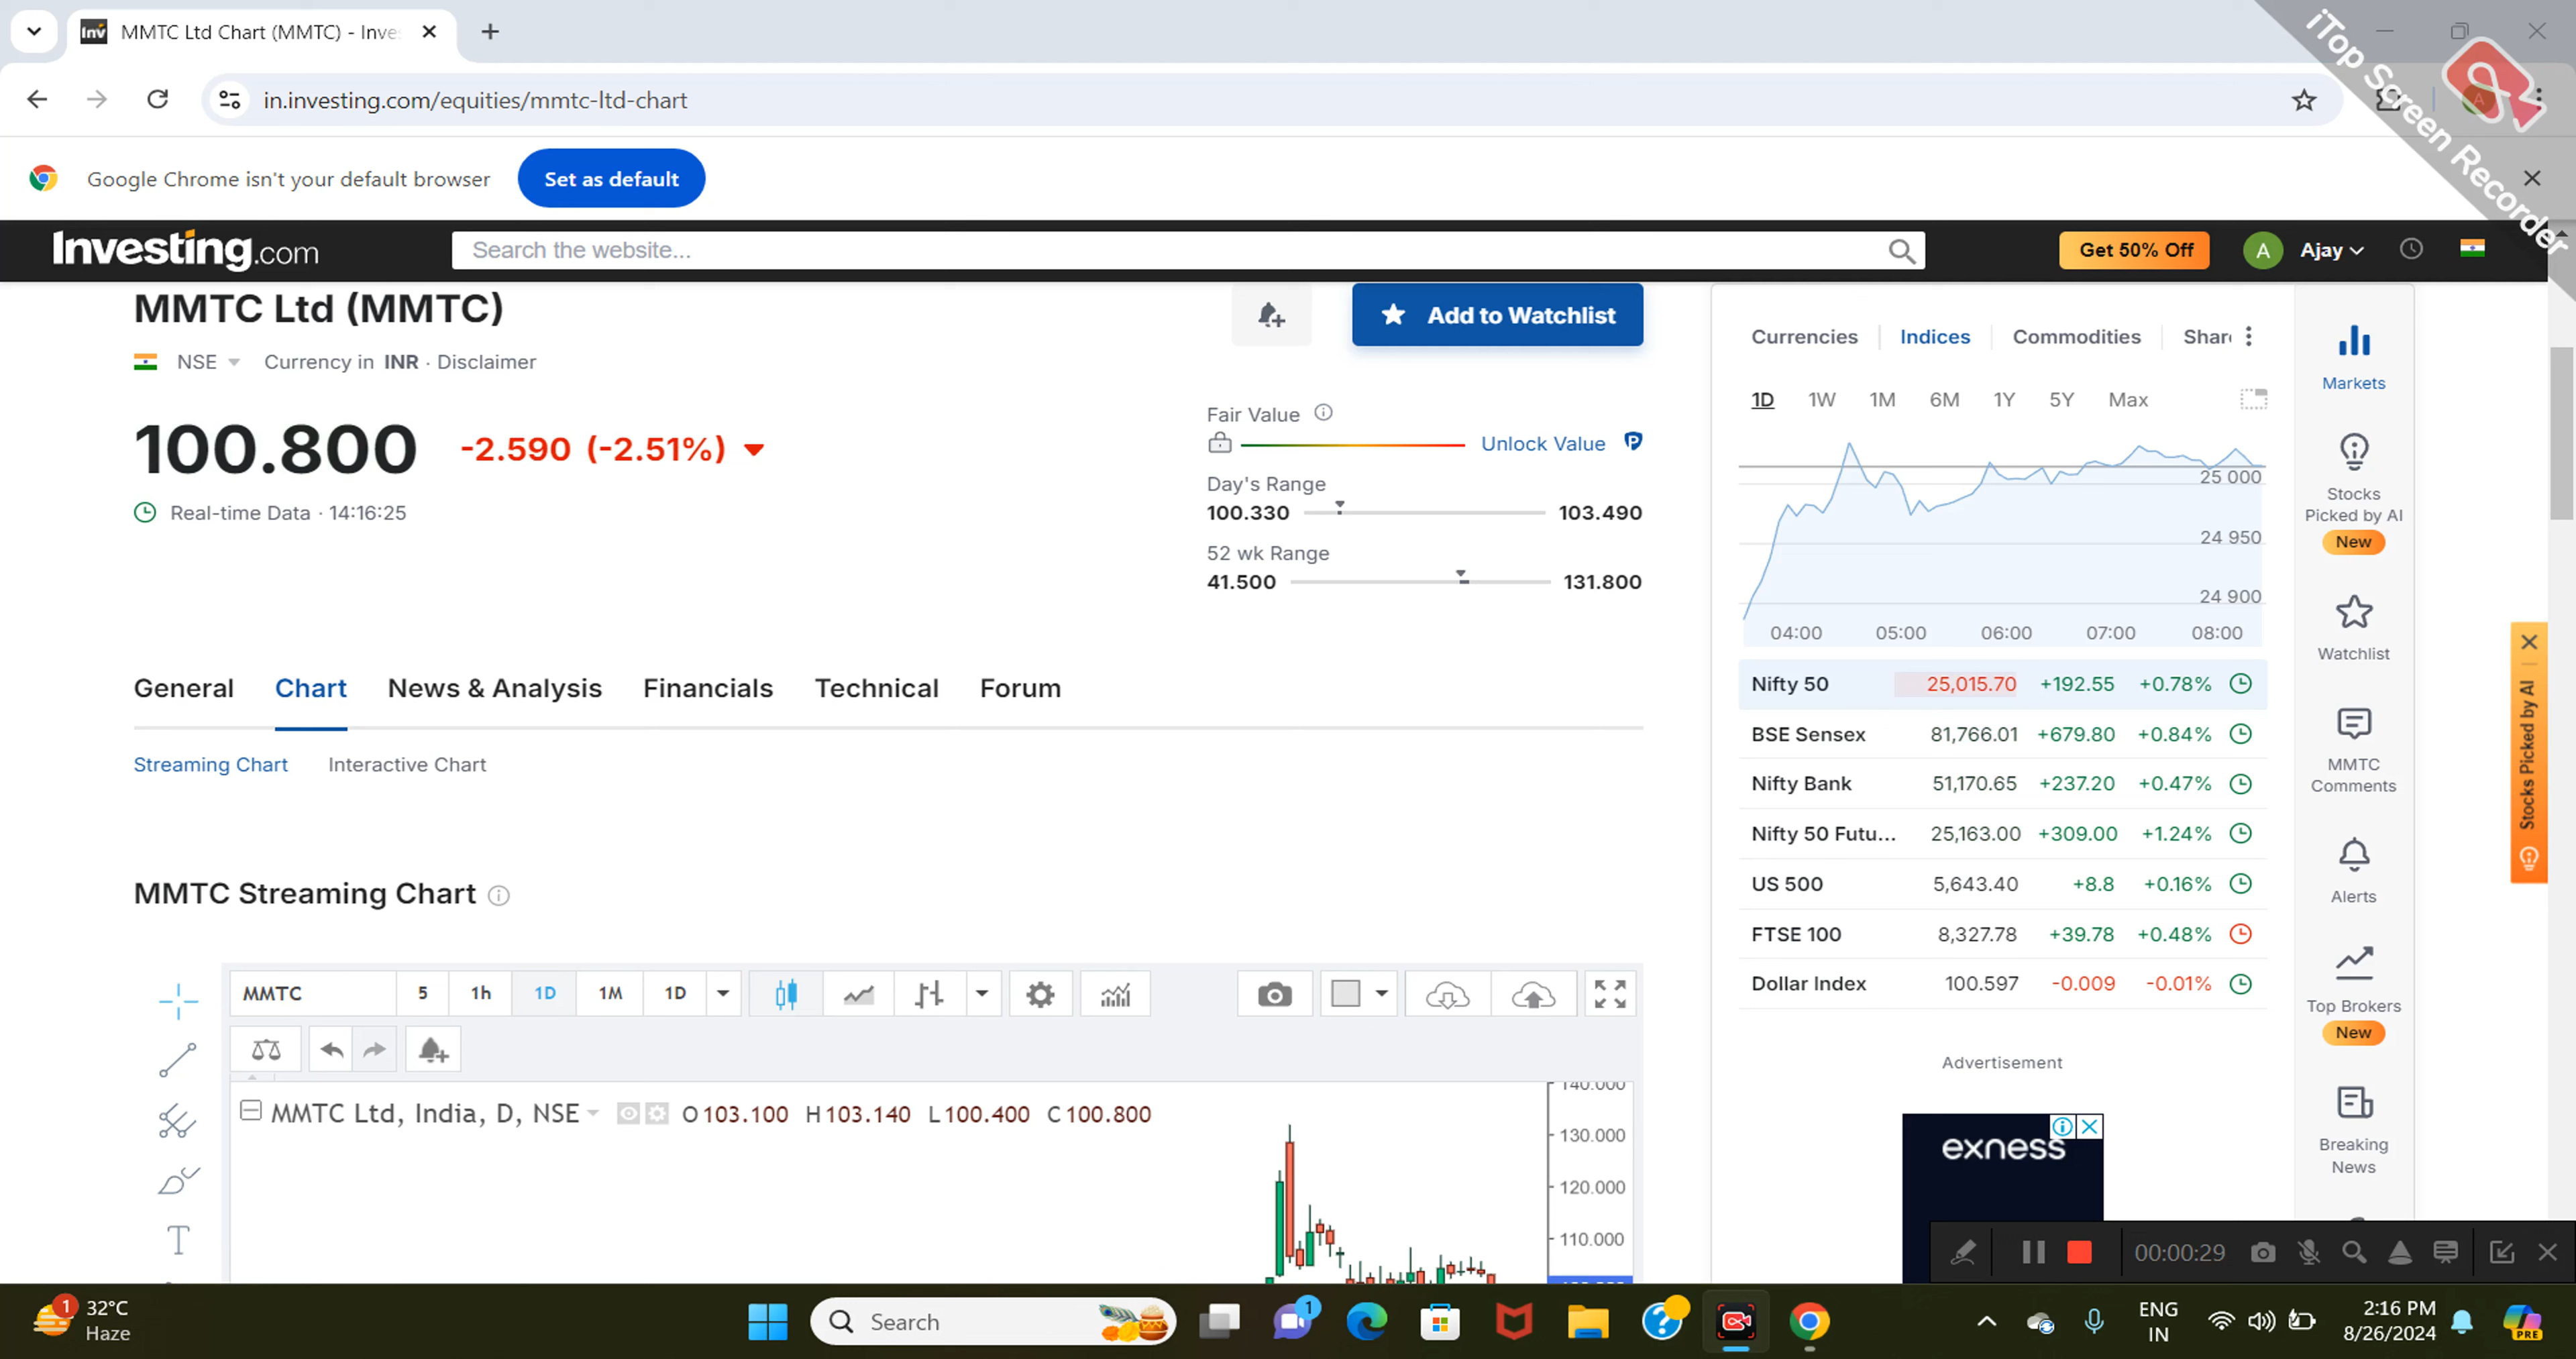 MMTC Ltd Chart (MMTC) - Inve
in.investing.com/equities/mmtc-ltd-chart
iTop Screen Recorder
Google Chrome isn't your default browser
Set as default
Investing.com
Search the website...
Get 50% Off
A
Ajay
MMTC Ltd (MMTC)
Add to Watchlist
NSE
Currency in INR · Disclaimer
100.800
-2.590 (-2.51%)
Real-time Data · 14:16:25
Fair Value
Unlock Value
Day's Range
100.330
103.490
52 wk Range
41.500
131.800
General
Chart
News & Analysis
Financials
Technical
Forum
Streaming Chart
Interactive Chart
MMTC Streaming Chart
MMTC
5
1h
1D
1M
1D
MMTC Ltd, India, D, NSE
O 103.100 H 103.140 L 100.400 C 100.800
140.000
130.000
120.000
110.000
Currencies
Indices
Commodities
Shar
1D
1W
1M
6M
1Y
5Y
Max
25 000
24 950
24 900
04:00
05:00
06:00
07:00
08:00
Nifty 50 25,015.70 +192.55 +0.78%
BSE Sensex 81,766.01 +679.80 +0.84%
Nifty Bank 51,170.65 +237.20 +0.47%
Nifty 50 Futu... 25,163.00 +309.00 +1.24%
US 500 5,643.40 +8.8 +0.16%
FTSE 100 8,327.78 +39.78 +0.48%
Dollar Index 100.597 -0.009 -0.01%
Advertisement
exness
Markets
Stocks
Picked by AI
New
Watchlist
MMTC
Comments
Alerts
Top Brokers
New
Breaking
News
Stocks Picked by AI
00:00:29
1
32°C
Haze
Search
1
ENG
IN
2:16 PM
8/26/2024
PRE